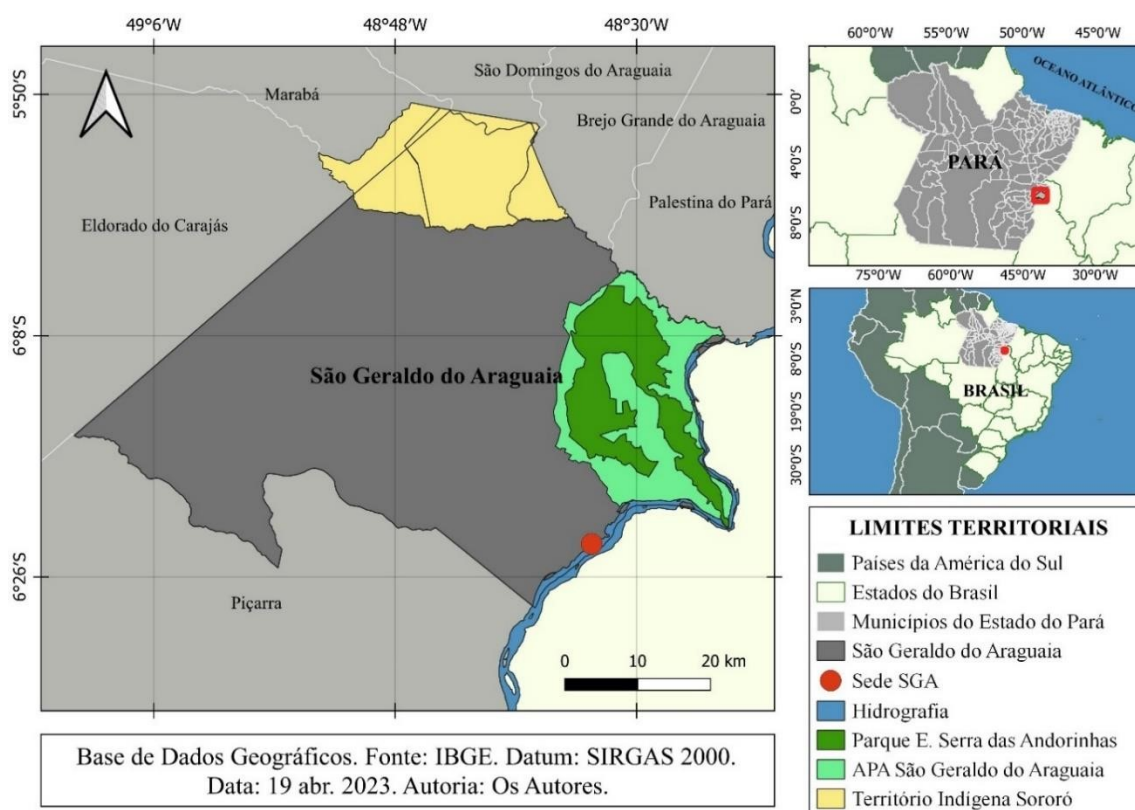 49°6'W
48°48'W
48°30'W
5°50'S
6°8'S
6°26'S
São Domingos do Araguaia
Marabá
Brejo Grande do Araguaia
Palestina do Pará
Eldorado do Carajás
São Geraldo do Araguaia
Piçarra
0 10 20 km
Base de Dados Geográficos. Fonte: IBGE. Datum: SIRGAS 2000.
Data: 19 abr. 2023. Autoria: Os Autores.
60°0'W 55°0'W 50°0'W 45°0'W
OCEANO ATLÂNTICO
0°0'
4°0'S
8°0'S
PARÁ
75°0'W 60°0'W 45°0'W 30°0'W
3°0'N
8°0'S
19°0'S
30°0'S
BRASIL
LIMITES TERRITORIAIS
Países da América do Sul
Estados do Brasil
Municípios do Estado do Pará
São Geraldo do Araguaia
Sede SGA
Hidrografia
Parque E. Serra das Andorinhas
APA São Geraldo do Araguaia
Território Indígena Sororó